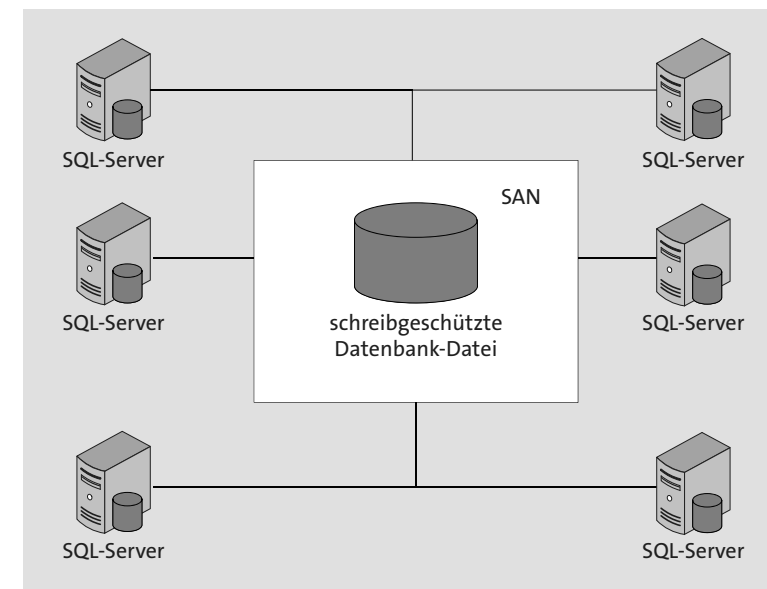 SQL-Server
SQL-Server
SAN
SQL-Server
schreibgeschützte
Datenbank-Datei
SQL-Server
SQL-Server
SQL-Server